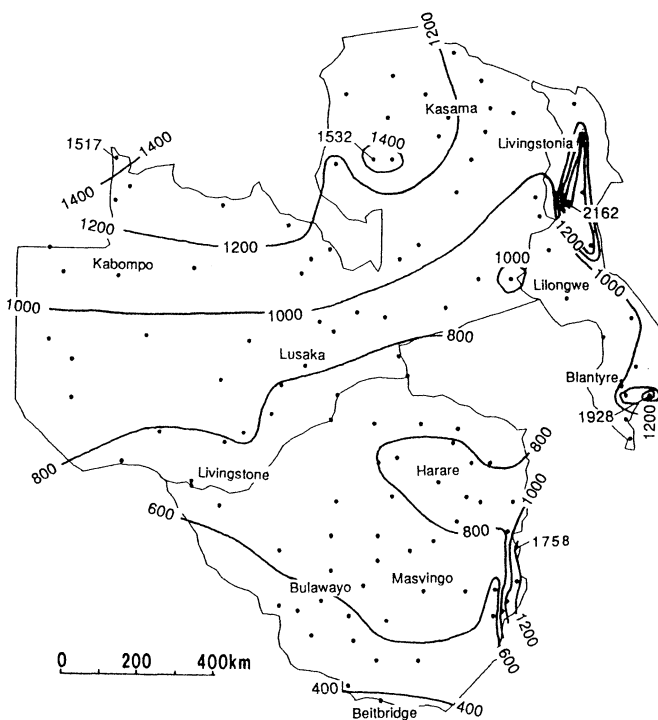 1200
Kasama
1517
1400
1532
1400
Livingstonia
1400
2162
1200
1200
1200
1000
Kabompo
1000
Lilongwe
1000
1000
800
Lusaka
Blantyre
1928
1200
800
800
Livingstone
Harare
1000
600
800
1758
Bulawayo
Masvingo
1200
600
0 200 400km
400
400
Beitbridge